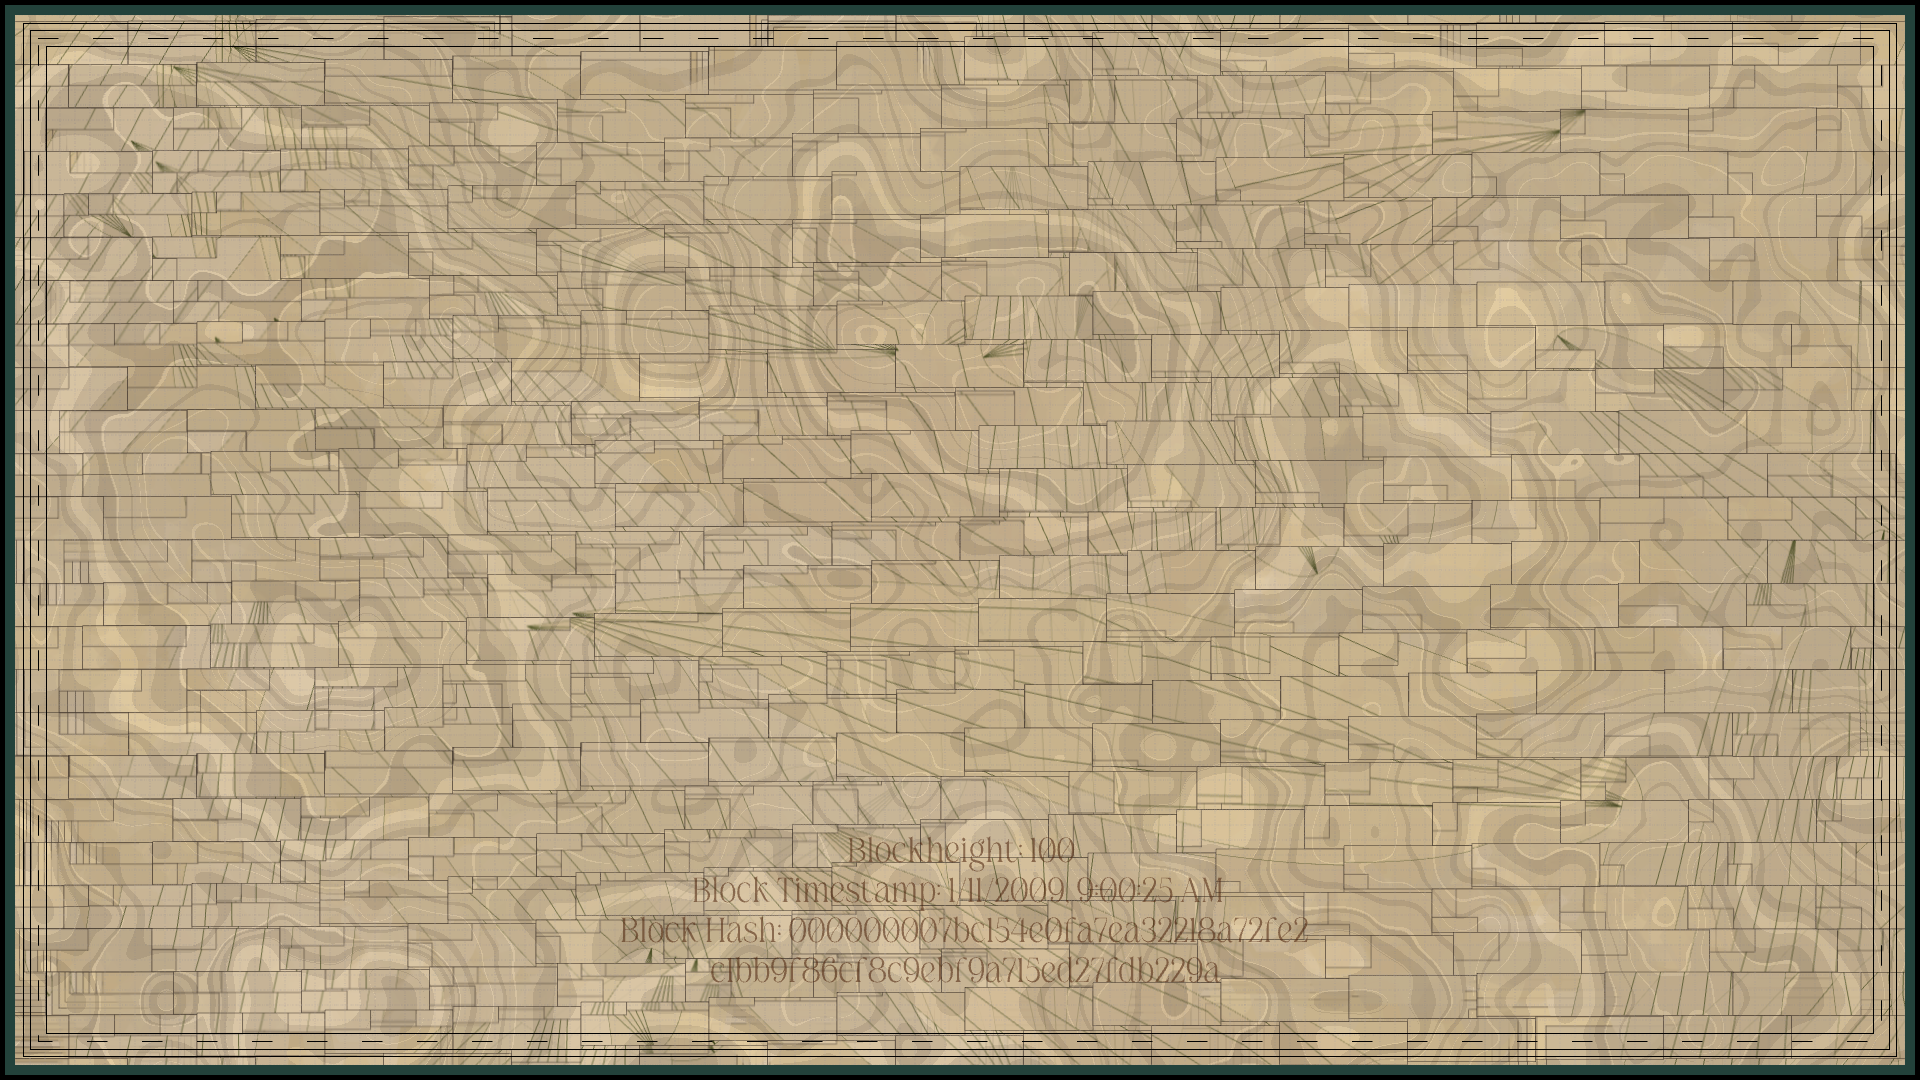 Blockheight: 100
Block Timestamp: 1/11/2009, 9:00:25 AM
Block Hash: 000000007bc154e0fa7ea32218a72fe2
c1bb9f86cf8c9ebf9a715ed27fdb229a